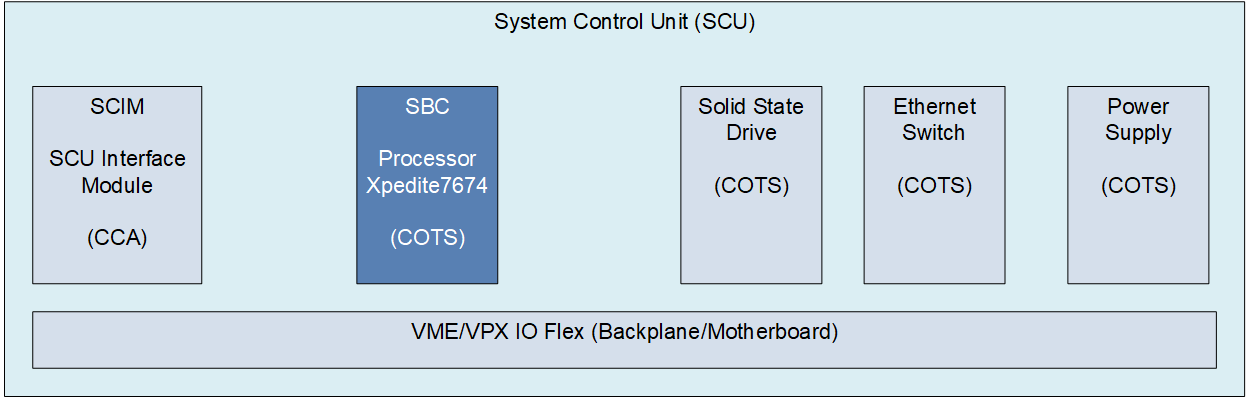 System Control Unit (SCU)
SCIM
SCU Interface
Module
(CCA)
SBC
Processor
Xpedite7674
(COTS)
Solid State
Drive
(COTS)
Ethernet
Switch
(COTS)
Power
Supply
(COTS)
VME/VPX IO Flex (Backplane/Motherboard)